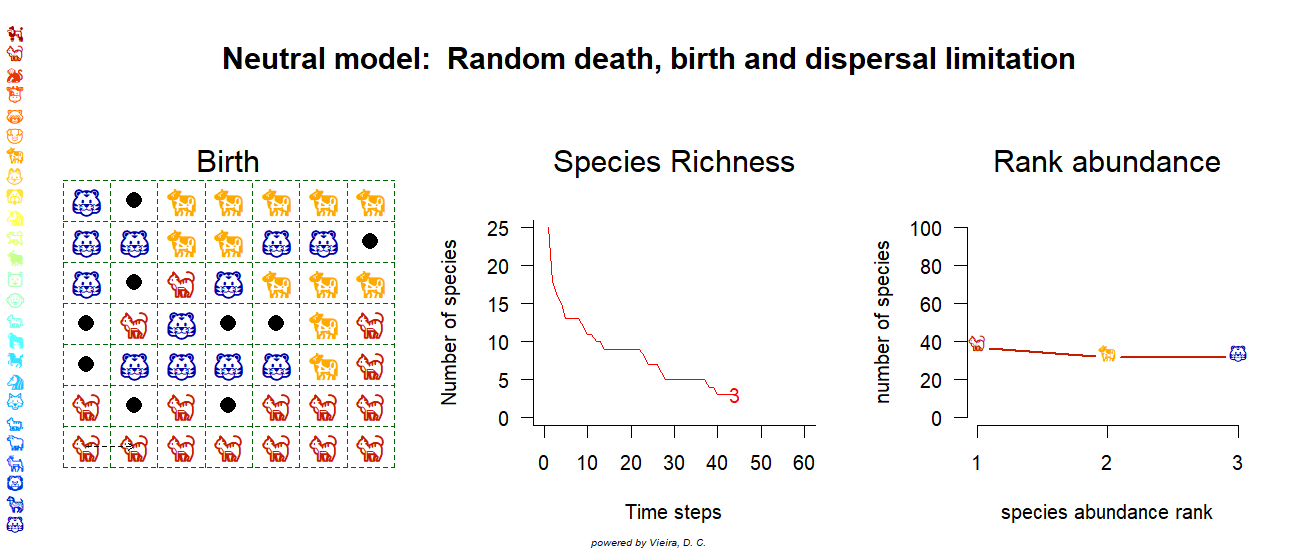 Neutral model:  Random death, birth and dispersal limitation
Birth
Species Richness
Rank abundance
Number of species
25
20
15
10
5
0
3
0 10 20 30 40 50 60
Time steps
number of species
100
80
60
40
20
0
1 2 3
species abundance rank
powered by Vieira, D. C.